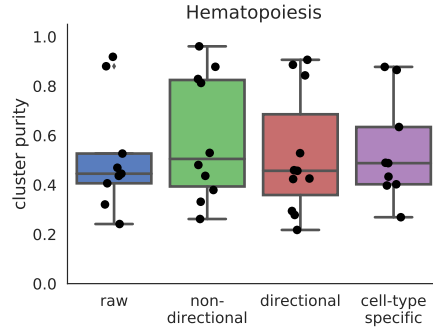 Hematopoiesis
cluster purity
1.0
0.8
0.6
0.4
0.2
0.0
raw
non-
directional
directional
cell-type
specific